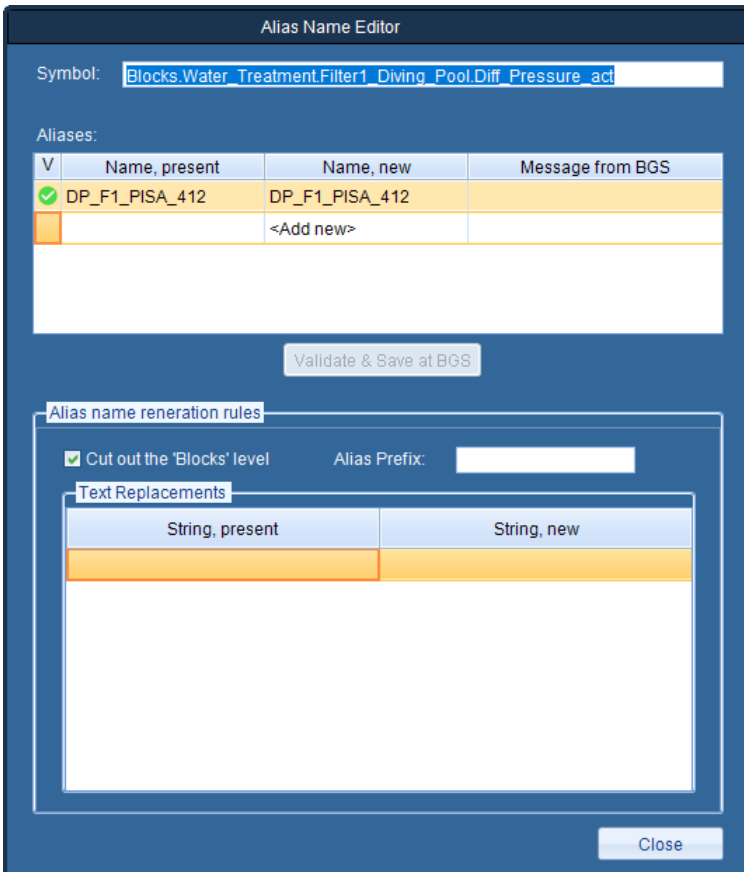 Alias Name Editor
Symbol: Blocks.Water_Treatment.Filter1_Diving_Pool.Diff_Pressure_act
Aliases:
V Name, present Name, new Message from BGS
DP_F1_PISA_412 DP_F1_PISA_412
<Add new>
Validate & Save at BGS
Alias name reneration rules
Cut out the 'Blocks' level Alias Prefix:
Text Replacements
String, present String, new
Close